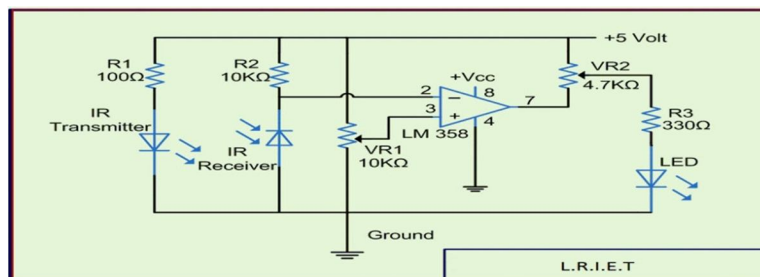 +5 Volt
R1
100Ω
R2
10KΩ
+Vcc
VR2
4.7KΩ
2
8
3
7
4
IR
Transmitter
LM 358
R3
330Ω
IR
Receiver
VR1
10KΩ
LED
Ground
L.R.I.E.T